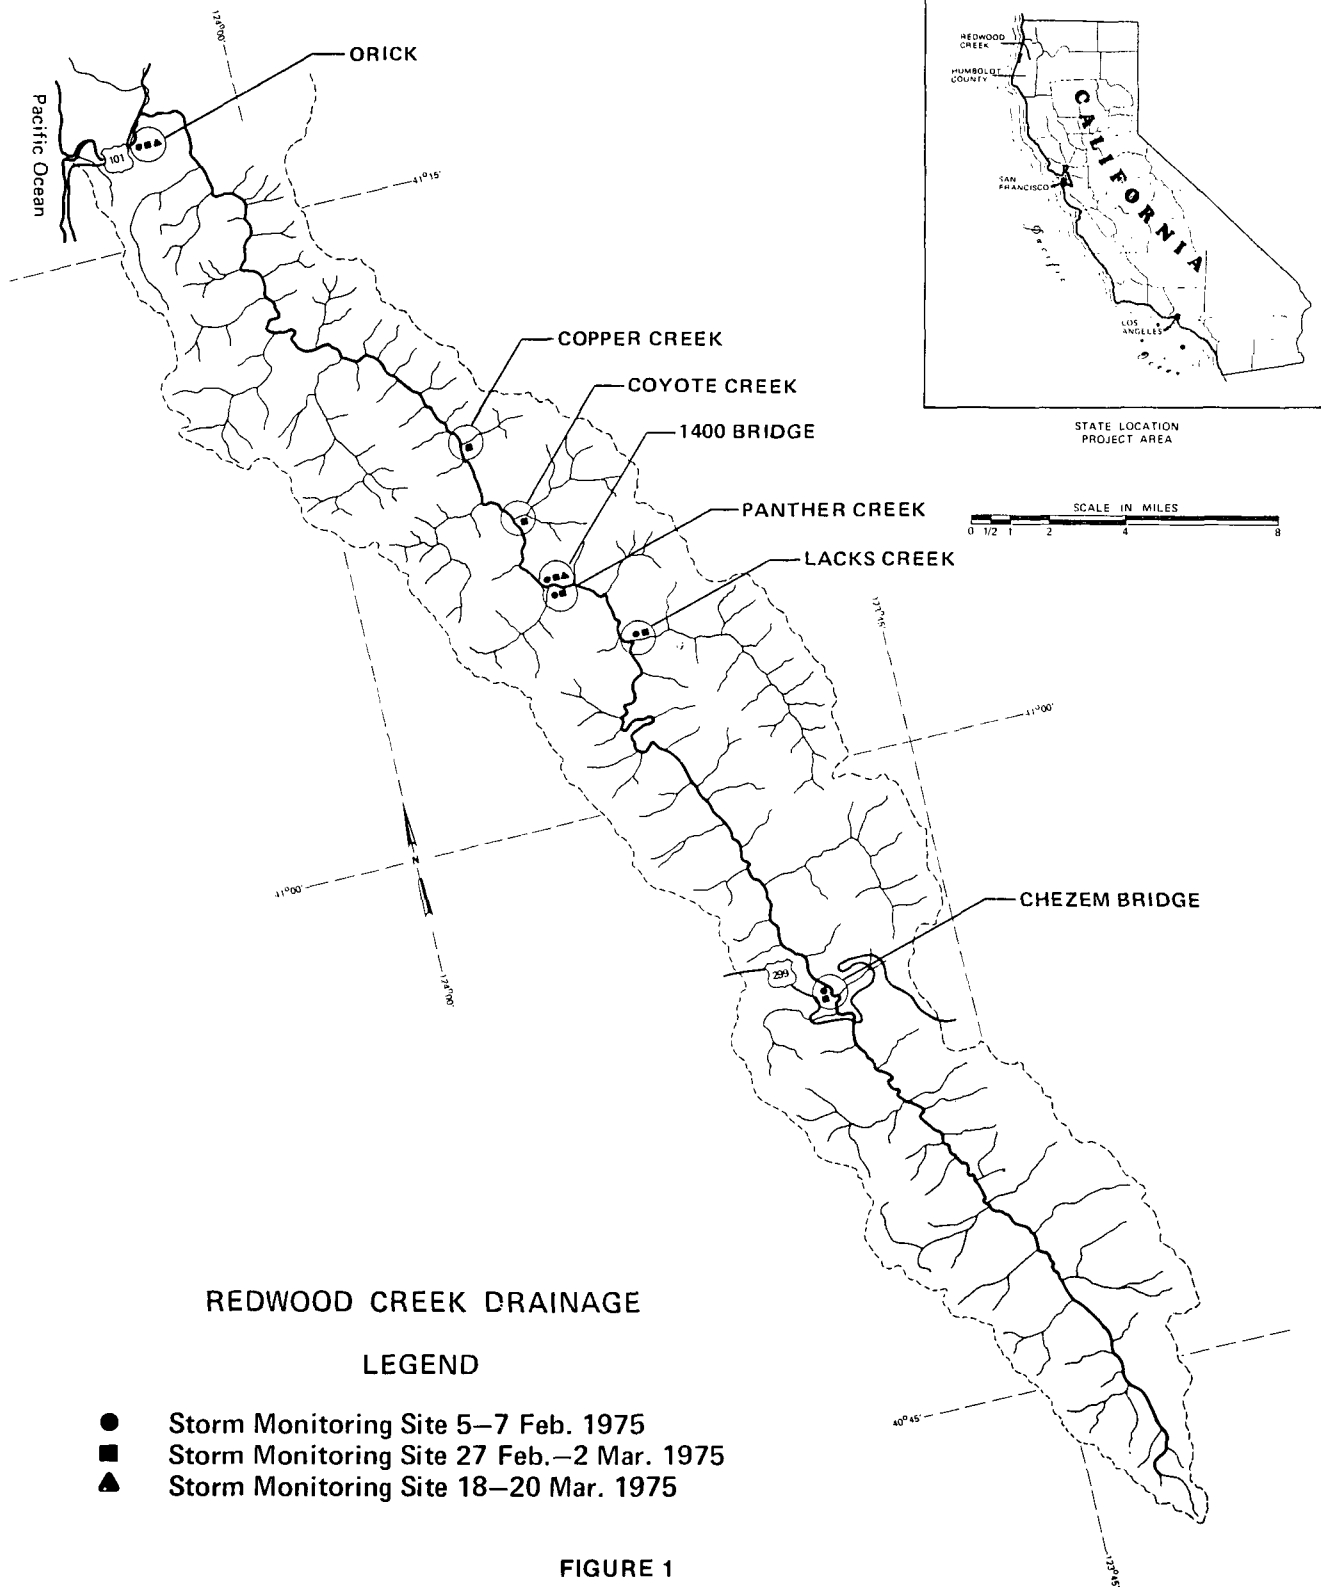 124°00'
ORICK
Pacific Ocean
101
41°15'
REDWOOD
CREEK
HUMBOLDT
COUNTY
CALIFORNIA
SAN
FRANCISCO
Pacific
LOS
ANGELES
Ocean
STATE LOCATION
PROJECT AREA
COPPER CREEK
COYOTE CREEK
1400 BRIDGE
PANTHER CREEK
SCALE IN MILES
0 1/2 1 2 4 8
LACKS CREEK
123°45'
41°00'
N
41°00'
CHEZEM BRIDGE
299
124°00'
REDWOOD CREEK DRAINAGE
LEGEND
Storm Monitoring Site 5–7 Feb. 1975
Storm Monitoring Site 27 Feb.–2 Mar. 1975
Storm Monitoring Site 18–20 Mar. 1975
40°45'
123°45'
FIGURE 1